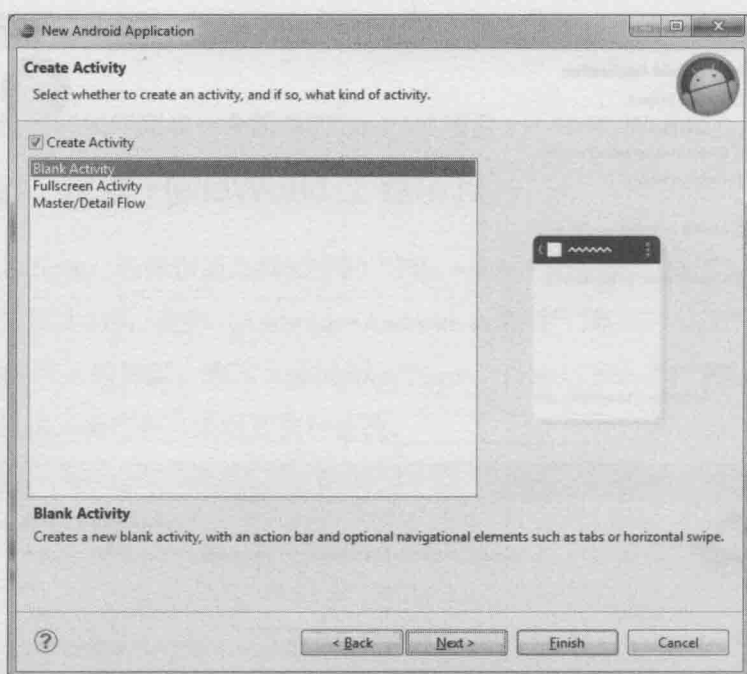 New Android Application
Create Activity
Select whether to create an activity, and if so, what kind of activity.
Create Activity
Blank Activity
Fullscreen Activity
Master/Detail Flow
Blank Activity
Creates a new blank activity, with an action bar and optional navigational elements such as tabs or horizontal swipe.
?
< Back
Next >
Finish
Cancel